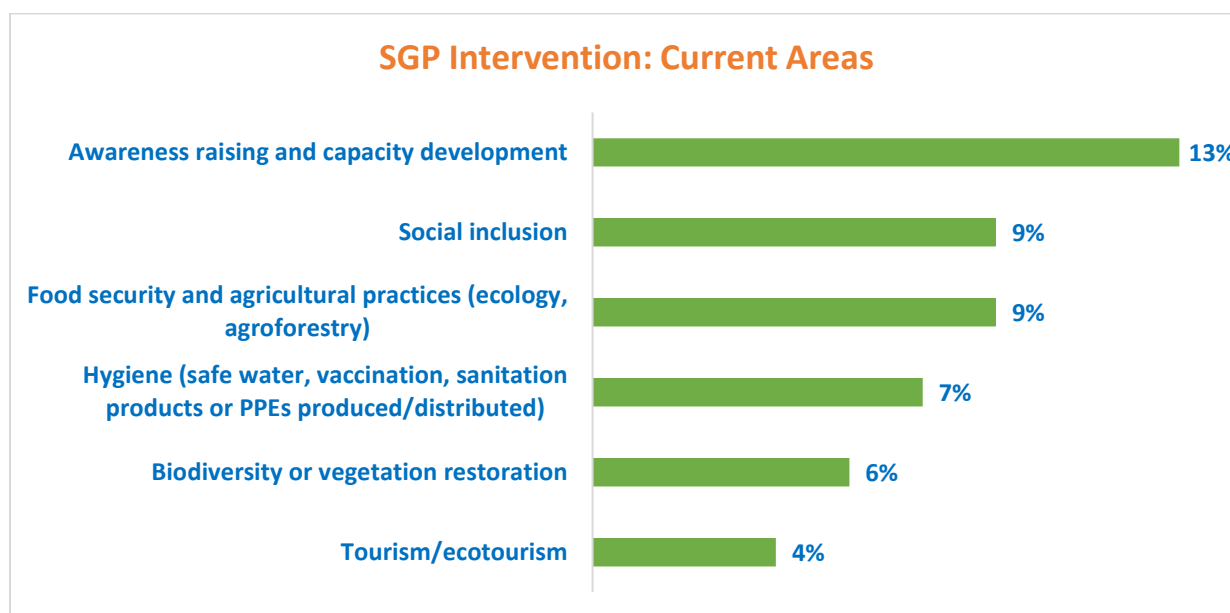 SGP Intervention: Current Areas
Awareness raising and capacity development
13%
Social inclusion
9%
Food security and agricultural practices (ecology,
agroforestry)
9%
Hygiene (safe water, vaccination, sanitation
products or PPEs produced/distributed)
7%
Biodiversity or vegetation restoration
6%
Tourism/ecotourism
4%